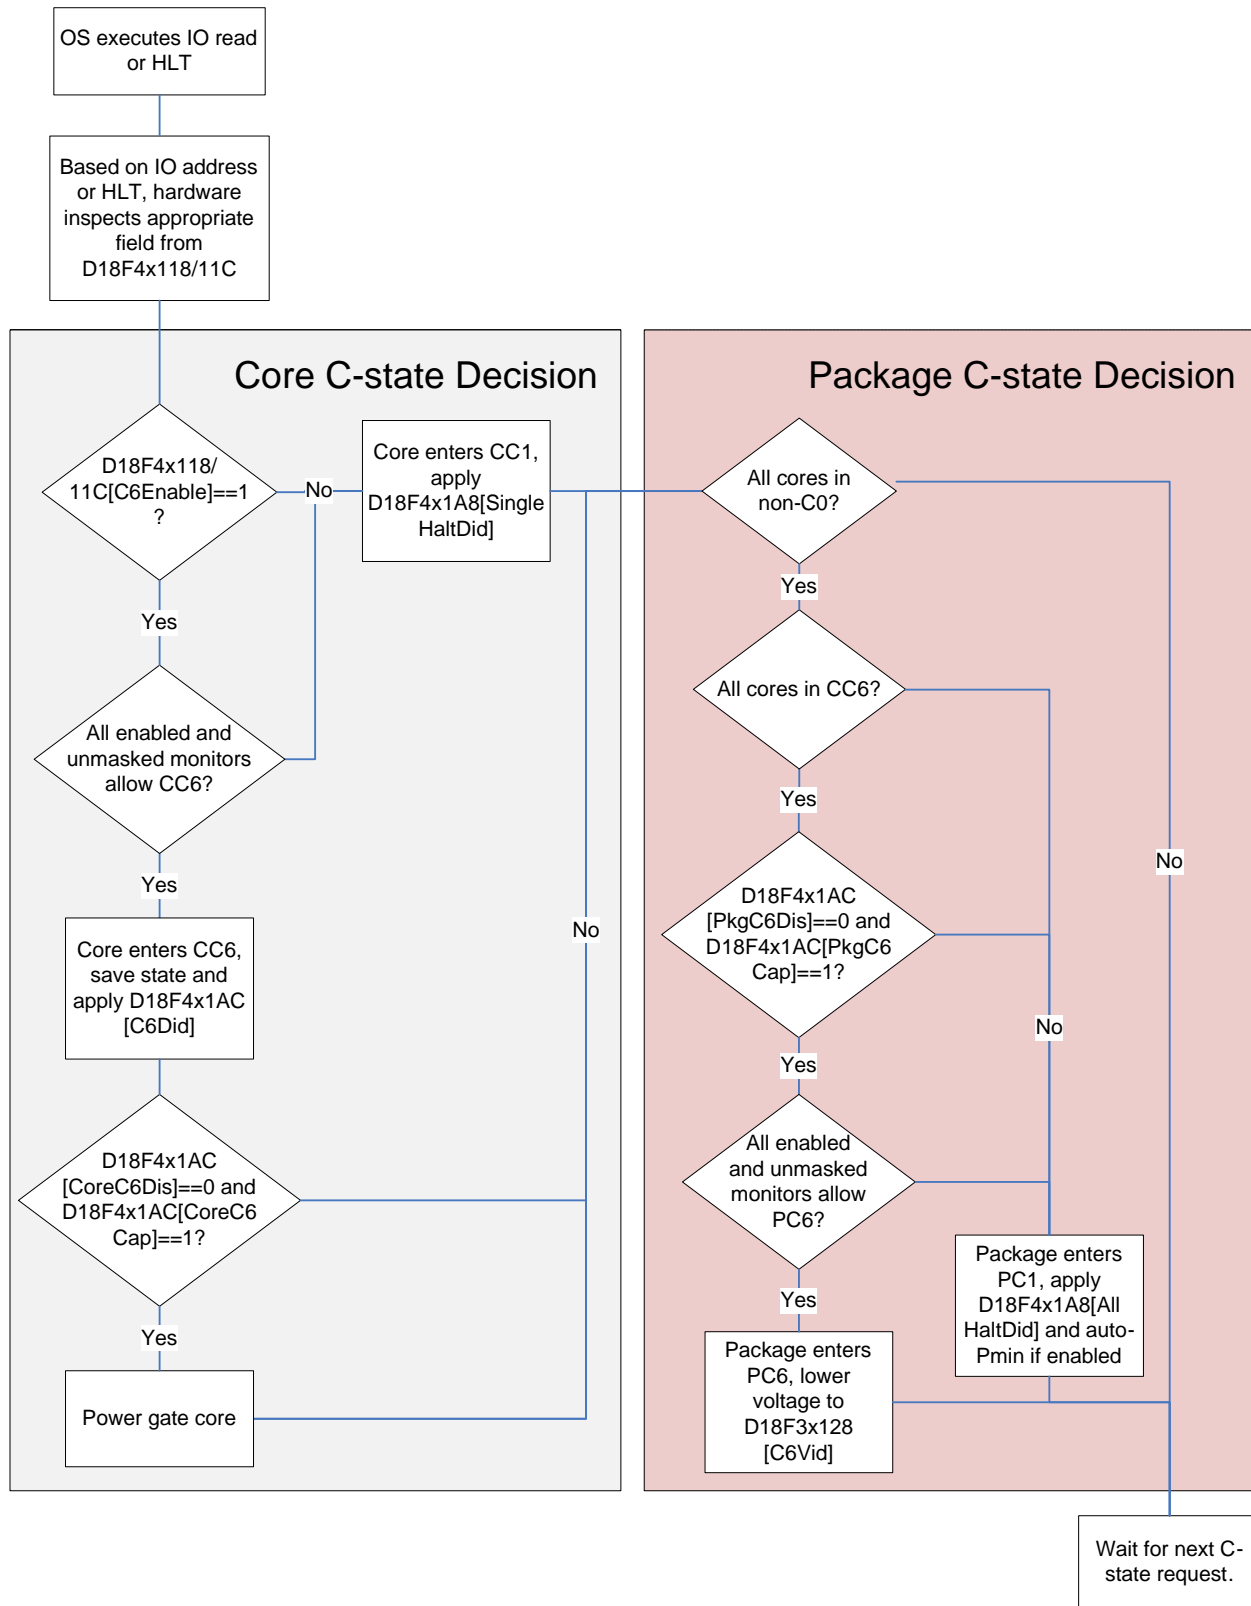 OS executes IO read
or HLT
Based on IO address
or HLT, hardware
inspects appropriate
field from
D18F4x118/11C
Core C-state Decision
D18F4x118/
11C[C6Enable]==1
?
No
Core enters CC1,
apply
D18F4x1A8[Single
HaltDid]
Yes
All enabled and
unmasked monitors
allow CC6?
Yes
Core enters CC6,
save state and
apply D18F4x1AC
[C6Did]
No
D18F4x1AC
[CoreC6Dis]==0 and
D18F4x1AC[CoreC6
Cap]==1?
Yes
Power gate core
Package C-state Decision
All cores in
non-C0?
Yes
All cores in CC6?
Yes
No
D18F4x1AC
[PkgC6Dis]==0 and
D18F4x1AC[PkgC6
Cap]==1?
No
Yes
All enabled
and unmasked
monitors allow
PC6?
Yes
Package enters
PC1, apply
D18F4x1A8[All
HaltDid] and auto-
Pmin if enabled
Package enters
PC6, lower
voltage to
D18F3x128
[C6Vid]
Wait for next C-
state request.